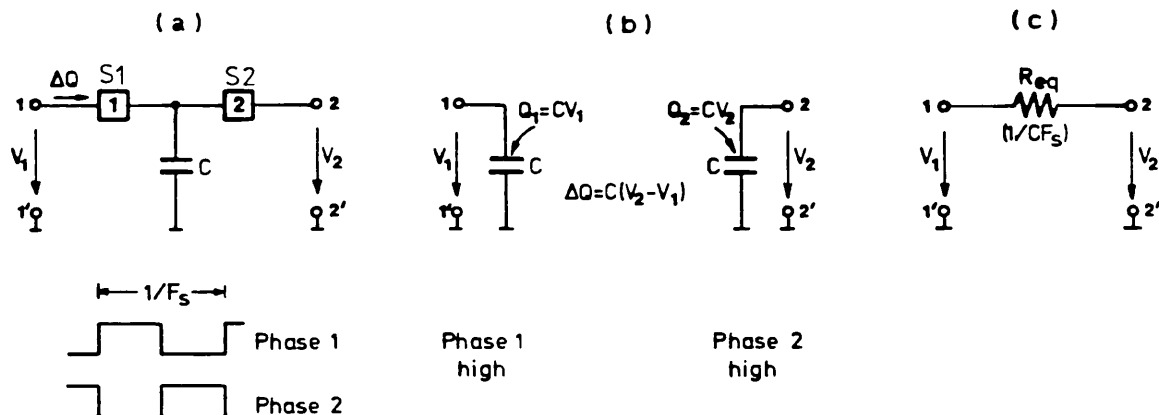 (a)
ΔQ
S1
S2
1
1
2
2
V₁
C
V₂
1'
2'
1/Fₛ
Phase 1
Phase 2
(b)
1
Q₁=CV₁
V₁
C
1'
ΔQ=C(V₂-V₁)
Q₂=CV₂
2
C
V₂
2'
Phase 1
high
Phase 2
high
(c)
Req
1
2
(1/CFₛ)
V₁
V₂
1'
2'